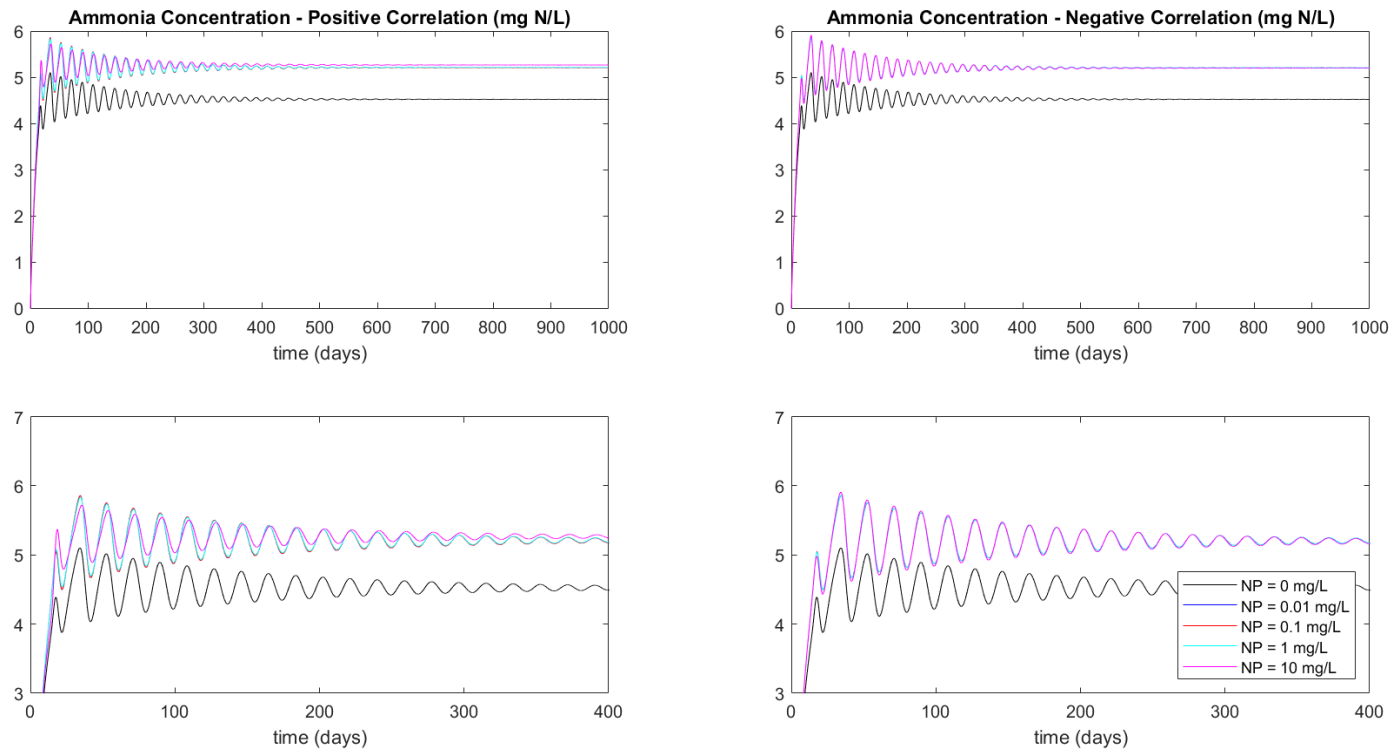 Ammonia Concentration - Positive Correlation (mg N/L)
6
5
4
3
2
1
0
0 100 200 300 400 500 600 700 800 900 1000
time (days)
Ammonia Concentration - Negative Correlation (mg N/L)
6
5
4
3
2
1
0
0 100 200 300 400 500 600 700 800 900 1000
time (days)
7
6
5
4
3
0 100 200 300 400
time (days)
7
6
5
4
3
NP = 0 mg/L
NP = 0.01 mg/L
NP = 0.1 mg/L
NP = 1 mg/L
NP = 10 mg/L
0 100 200 300 400
time (days)